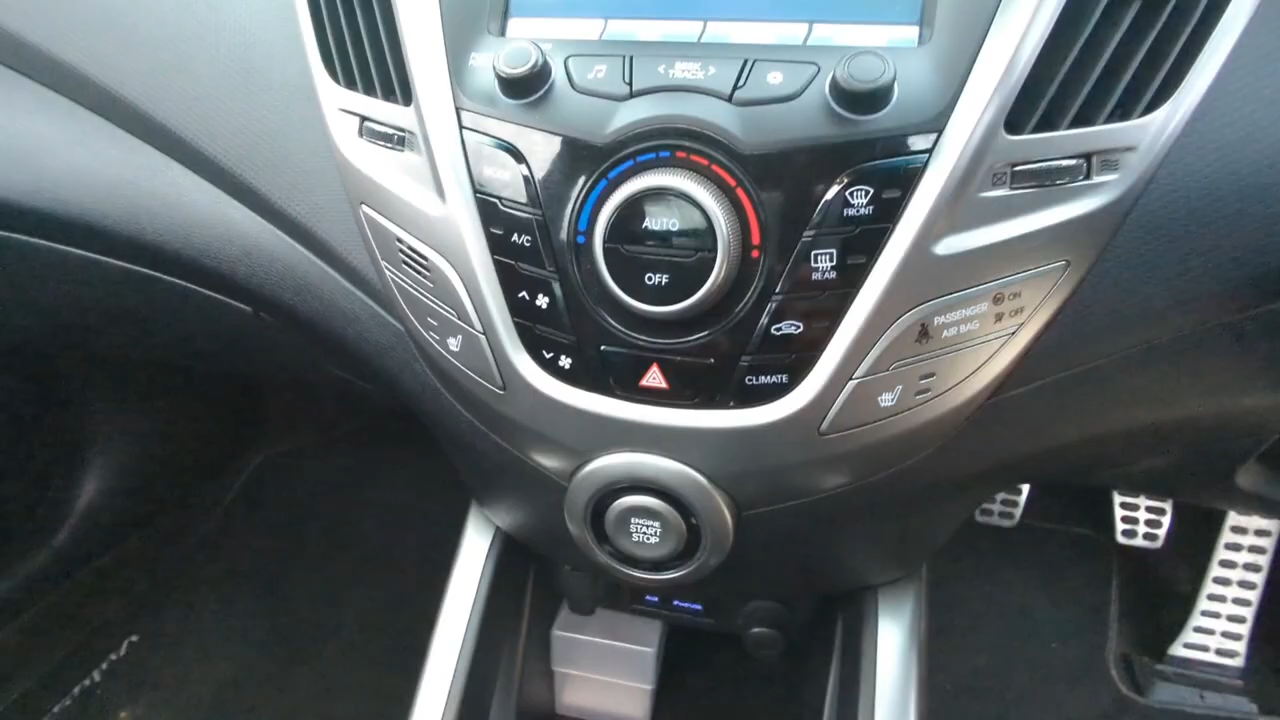 SEEK
TRACK
AUTO
OFF
A/C
FRONT
REAR
CLIMATE
PASSENGER
AIR BAG
ON
OFF
ENGINE
START
STOP
AUX